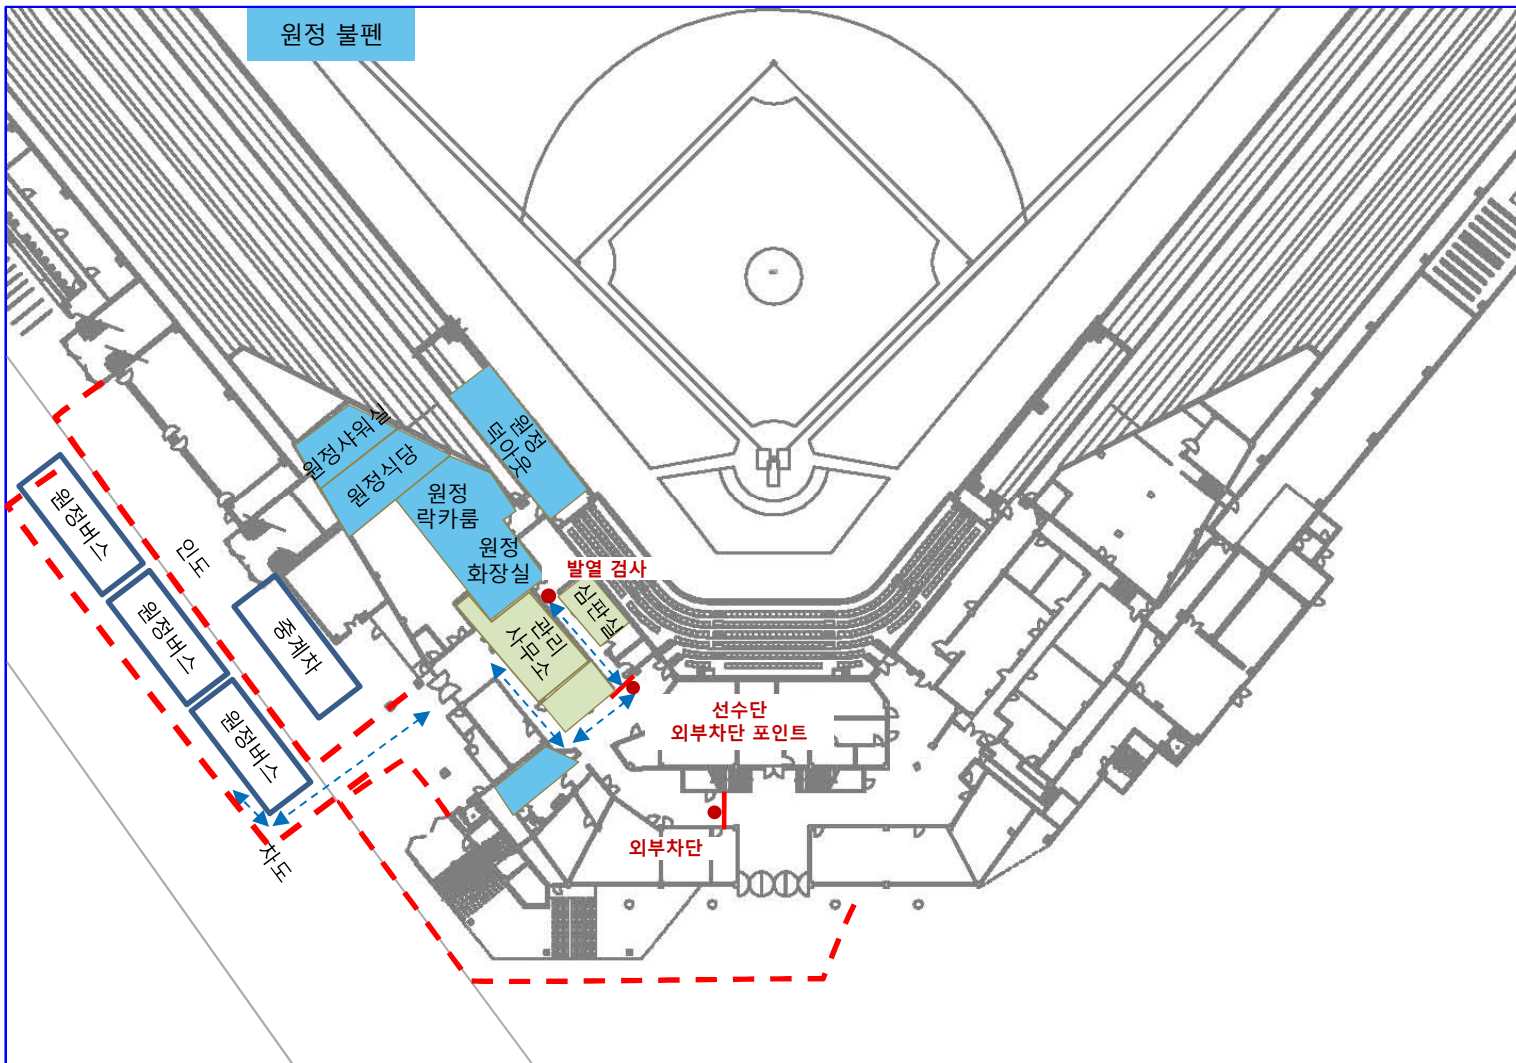 원정 불펜
원정
덕아웃
원정샤워실
원정식당
원정
락카룸
원정
화장실
발열 검사
심판실
관리
사무소
원정버스
원정버스
원정버스
인도
중계차
차도
선수단
외부차단 포인트
외부차단